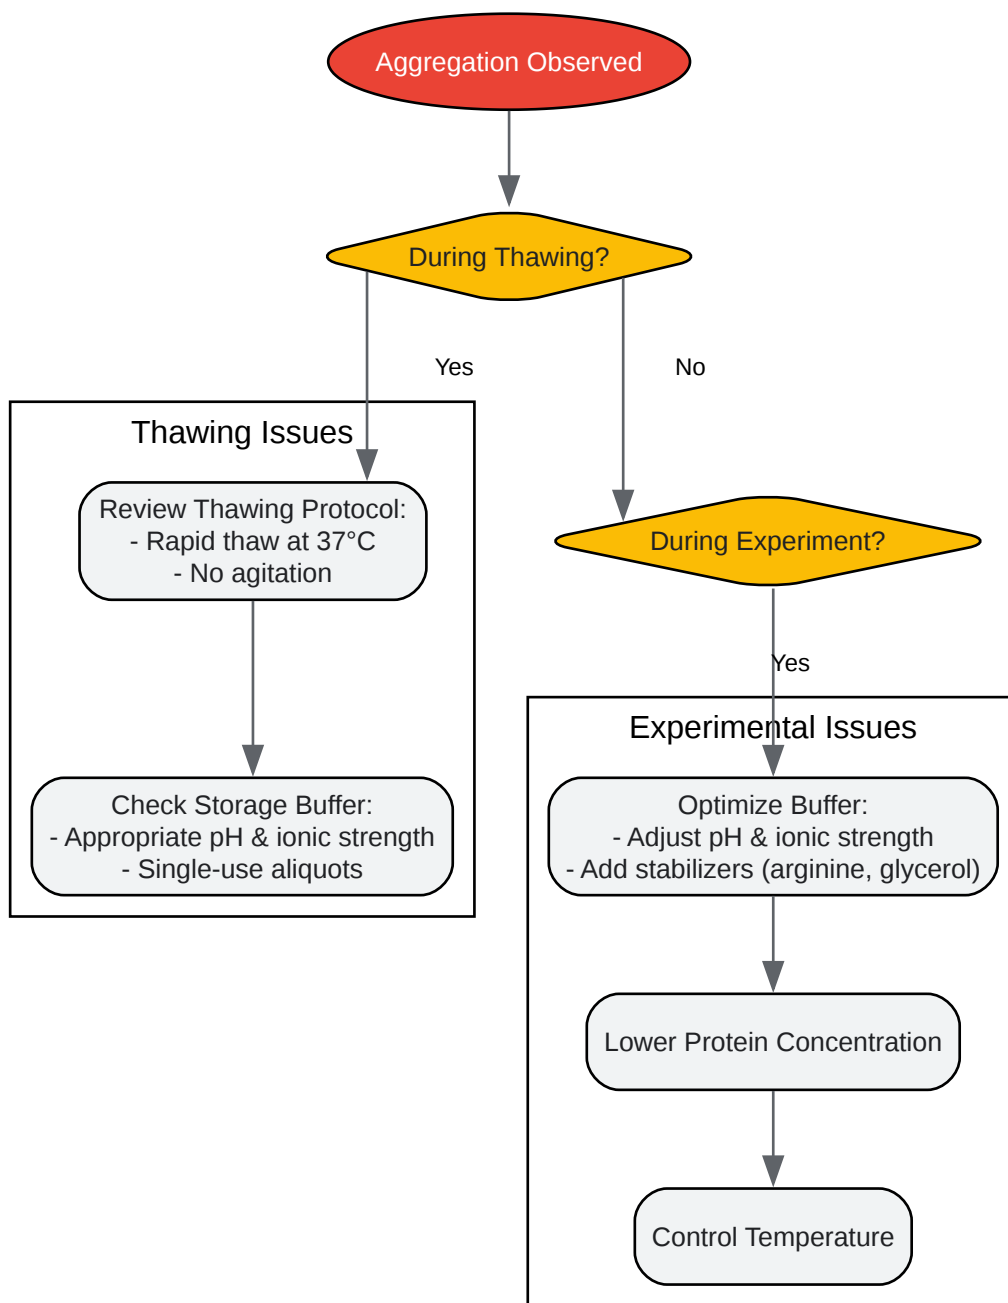 Aggregation Observed
During Thawing?
Yes
No
Thawing Issues
Review Thawing Protocol:
- Rapid thaw at 37°C
- No agitation
During Experiment?
Yes
Experimental Issues
Check Storage Buffer:
- Appropriate pH & ionic strength
- Single-use aliquots
Optimize Buffer:
- Adjust pH & ionic strength
- Add stabilizers (arginine, glycerol)
Lower Protein Concentration
Control Temperature